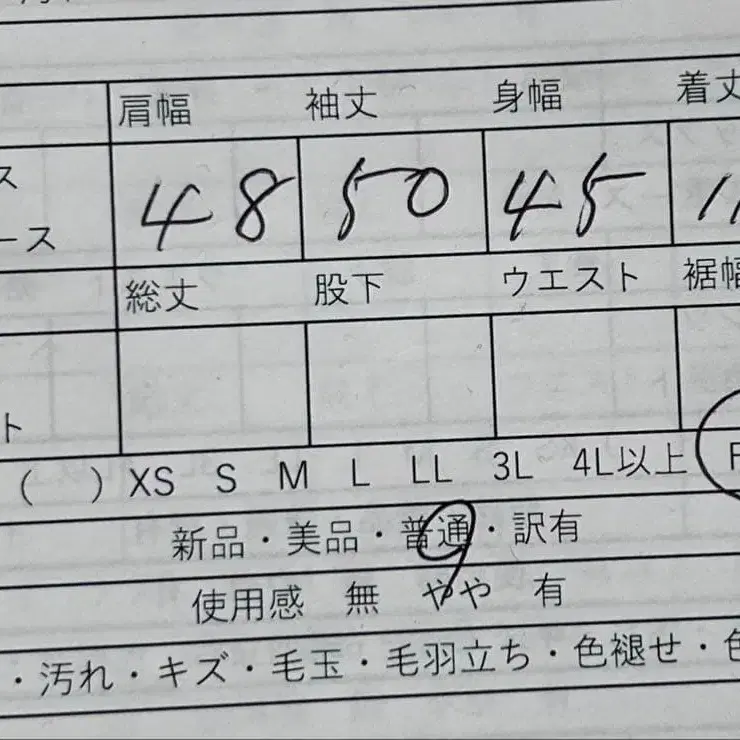 肩幅 袖丈 身幅 着丈
ス
48 50 45 11
ース
総丈 股下 ウエスト 裾幅
ト
( ) XS S M L LL 3L 4L以上 F
新品・美品・普通・訳有
使用感 無 やや 有
・汚れ・キズ・毛玉・毛羽立ち・色褪せ・色